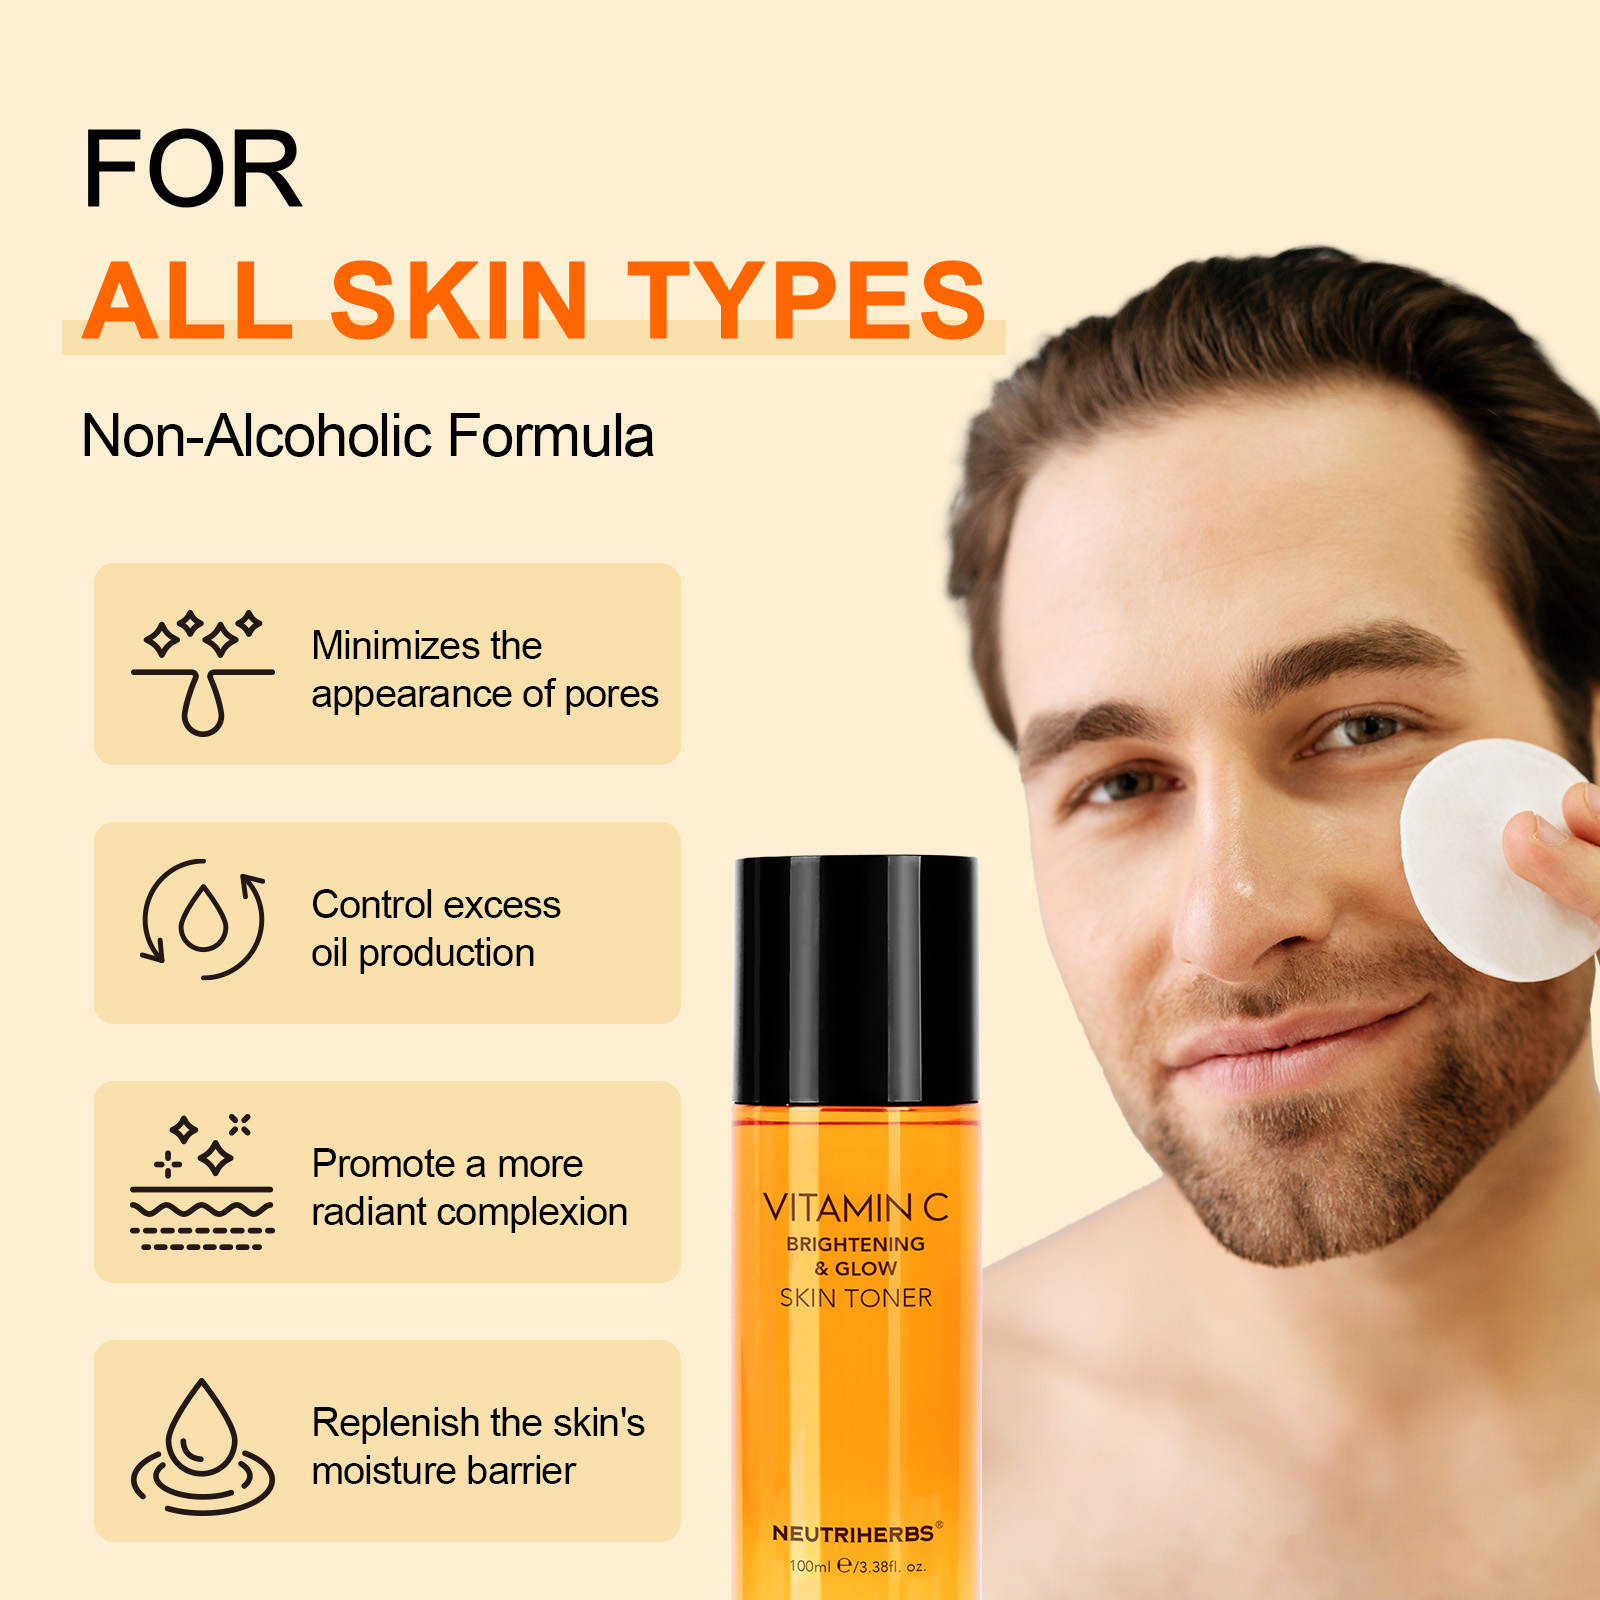 FOR
ALL SKIN TYPES
Non-Alcoholic Formula
Minimizes the
appearance of pores
Control excess
oil production
Promote a more
radiant complexion
Replenish the skin's
moisture barrier
VITAMIN C
BRIGHTENING
& GLOW
SKIN TONER
NEUTRIHERBS®
100ml ℮/3.38fl. oz.